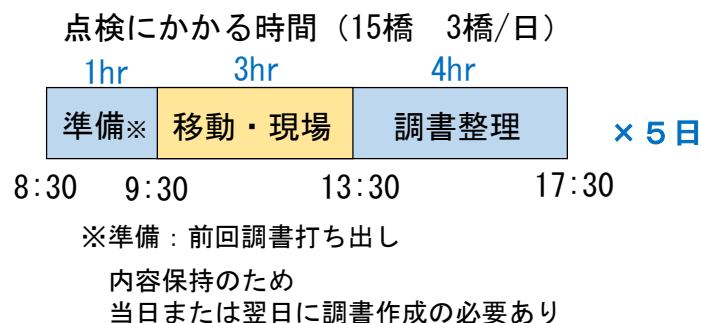 点検にかかる時間（15橋　3橋/日）
1hr 3hr 4hr
準備※ 移動・現場 調書整理 ×５日
8:30 9:30 13:30 17:30
※準備：前回調書打ち出し
内容保持のため
当日または翌日に調書作成の必要あり